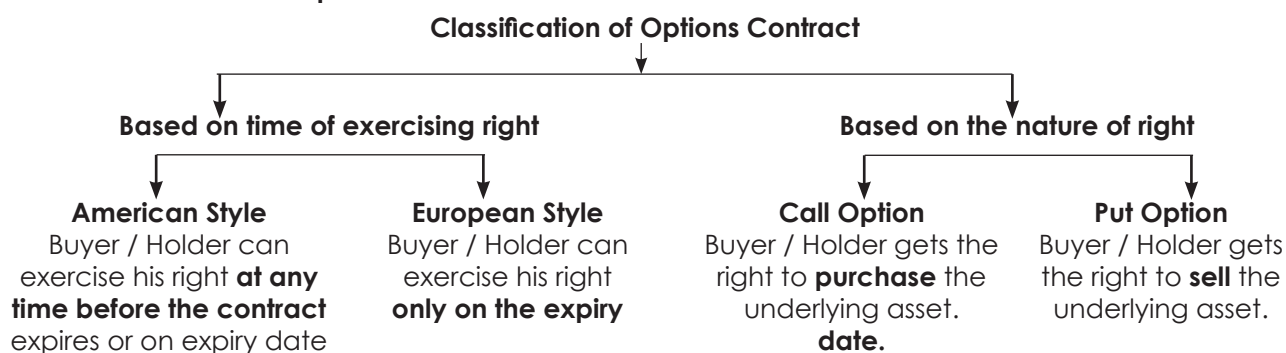 Classification of Options Contract
Based on time of exercising right
Based on the nature of right
American Style
Buyer / Holder can
exercise his right at any
time before the contract
expires or on expiry date
European Style
Buyer / Holder can
exercise his right
only on the expiry
Call Option
Buyer / Holder gets the
right to purchase the
underlying asset.
date.
Put Option
Buyer / Holder gets
the right to sell the
underlying asset.